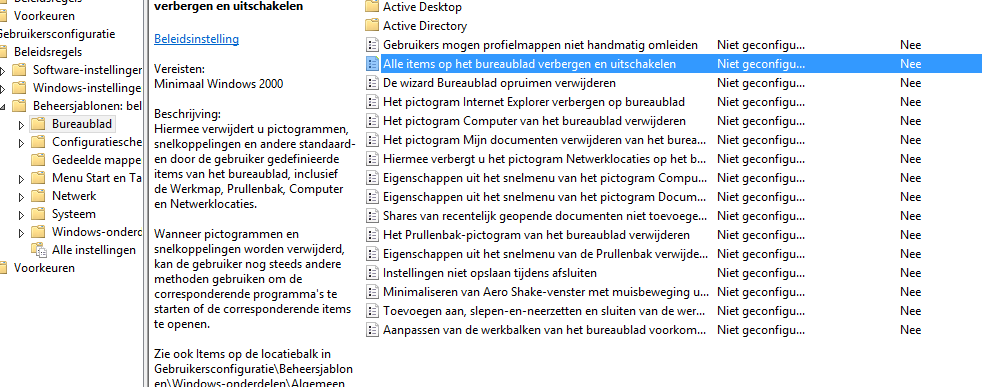 Beleidsregels
Voorkeuren
Gebruikersconfiguratie
Beleidsregels
Software-instellingen
Windows-instellinge
Beheersjablonen: bel
Bureaublad
Configuratiesche
Gedeelde mappe
Menu Start en Ta
Netwerk
Systeem
Windows-onderd
Alle instellingen
Voorkeuren
verbergen en uitschakelen
Beleidsinstelling
Vereisten:
Minimaal Windows 2000
Beschrijving:
Hiermee verwijdert u pictogrammen,
snelkoppelingen en andere standaard-
en door de gebruiker gedefinieerde
items van het bureaublad, inclusief
de Werkmap, Prullenbak, Computer
en Netwerklocaties.
Wanneer pictogrammen en
snelkoppelingen worden verwijderd,
kan de gebruiker nog steeds andere
methoden gebruiken om de
corresponderende programma's te
starten of de corresponderende items
te openen.
Zie ook Items op de locatiebalk in
Gebruikersconfiguratie\Beheersjablon
en\Windows-onderdelen\Algemeen
Active Desktop
Active Directory
Gebruikers mogen profielmappen niet handmatig omleiden Niet geconfigu... Nee
Alle items op het bureaublad verbergen en uitschakelen Niet geconfigu... Nee
De wizard Bureaublad opruimen verwijderen Niet geconfigu... Nee
Het pictogram Internet Explorer verbergen op bureaublad Niet geconfigu... Nee
Het pictogram Computer van het bureaublad verwijderen Niet geconfigu... Nee
Het pictogram Mijn documenten verwijderen van het burea... Niet geconfigu... Nee
Hiermee verbergt u het pictogram Netwerklocaties op het b... Niet geconfigu... Nee
Eigenschappen uit het snelmenu van het pictogram Compu... Niet geconfigu... Nee
Eigenschappen uit het snelmenu van het pictogram Docum... Niet geconfigu... Nee
Shares van recentelijk geopende documenten niet toevoege... Niet geconfigu... Nee
Het Prullenbak-pictogram van het bureaublad verwijderen Niet geconfigu... Nee
Eigenschappen uit het snelmenu van de Prullenbak verwijde... Niet geconfigu... Nee
Instellingen niet opslaan tijdens afsluiten Niet geconfigu... Nee
Minimaliseren van Aero Shake-venster met muisbeweging u... Niet geconfigu... Nee
Toevoegen aan, slepen-en-neerzetten en sluiten van de wer... Niet geconfigu... Nee
Aanpassen van de werkbalken van het bureaublad voorkom... Niet geconfigu... Nee